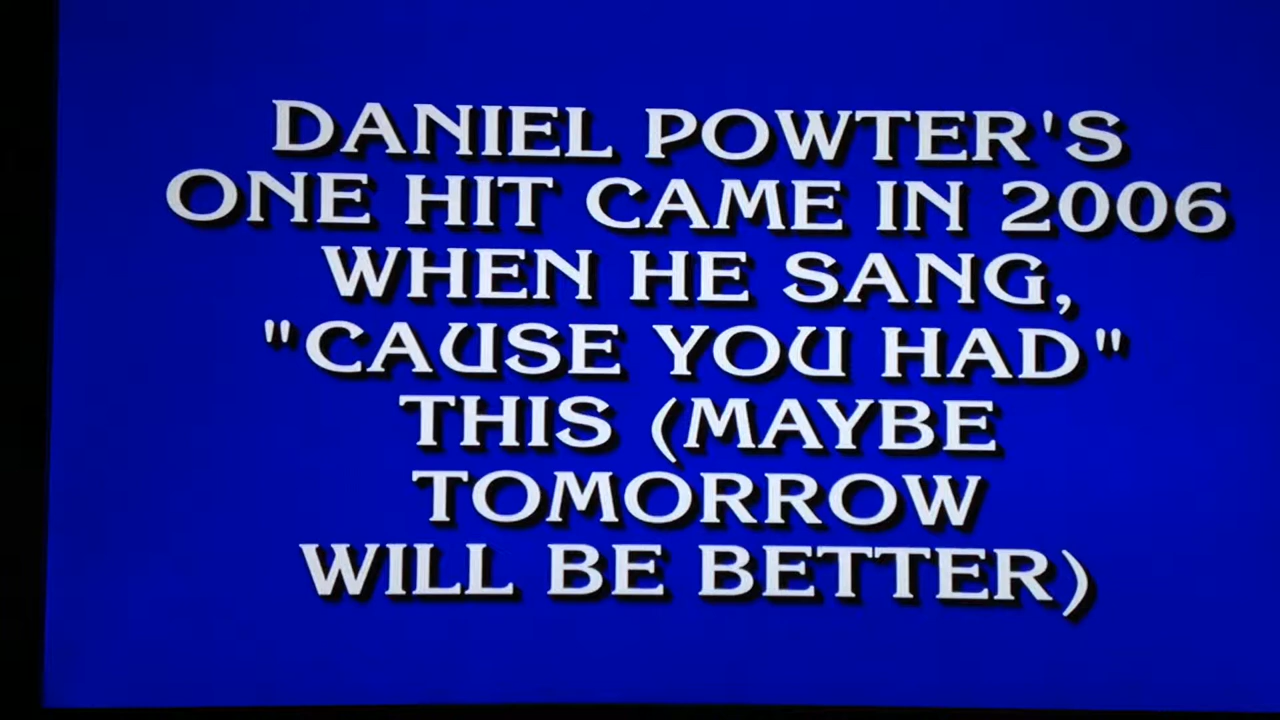 DANIEL POWTER'S
ONE HIT CAME IN 2006
WHEN HE SANG,
"CAUSE YOU HAD"
THIS (MAYBE
TOMORROW
WILL BE BETTER)